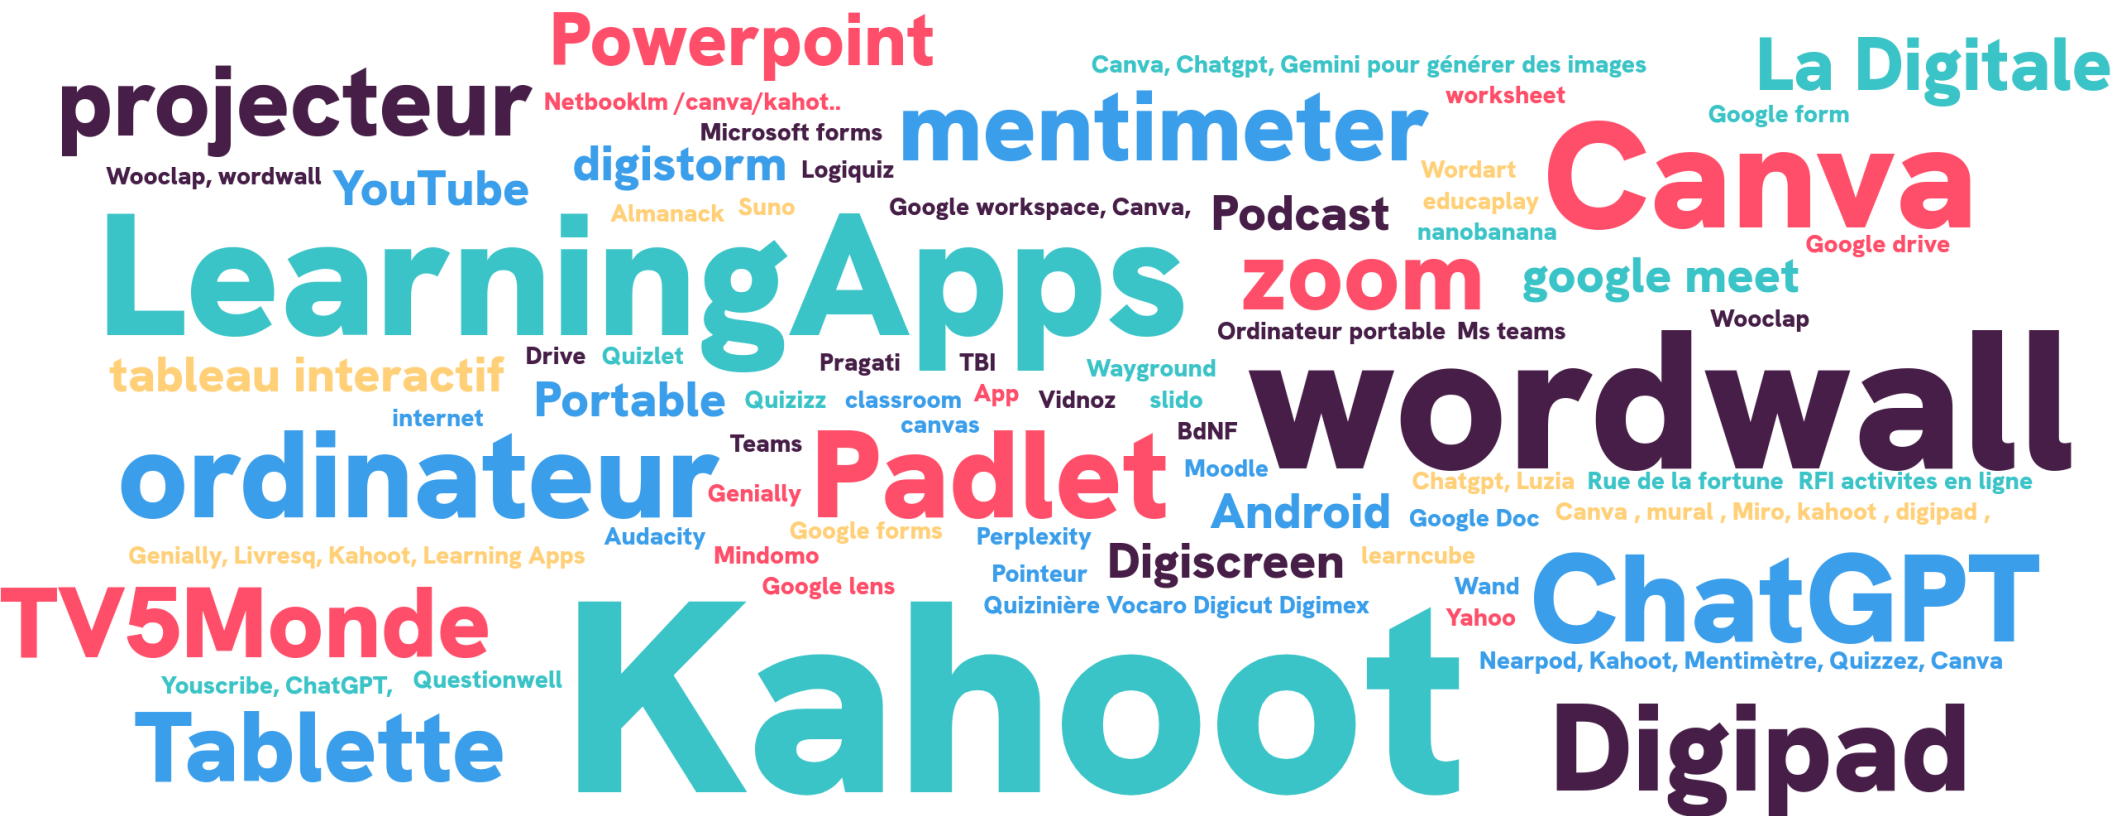 Powerpoint
La Digitale
Canva, Chatgpt, Gemini pour générer des images
projecteur
Netbooklm /canva/kahot..
worksheet
mentimeter
Google form
Microsoft forms
Canva
digistorm
Logiquiz
Wooclap, wordwall
YouTube
Wordart
educaplay
Almanack
Suno
Google workspace, Canva,
Podcast
nanobanana
Google drive
LearningApps
zoom
google meet
Ordinateur portable
Ms teams
Wooclap
tableau interactif
Drive
Quizlet
Pragati
TBI
Wayground
wordwall
Portable
Quizizz
classroom
App
Vidnoz
slido
internet
canvas
BdNF
Teams
ordinateur
Padlet
Moodle
Genially
Chatgpt, Luzia
Rue de la fortune
RFI activites en ligne
Android
Google Doc
Canva , mural , Miro, kahoot , digipad ,
Audacity
Google forms
Perplexity
Genially, Livresq, Kahoot, Learning Apps
Mindomo
Digiscreen
learncube
Google lens
Pointeur
Wand
ChatGPT
Quizinière Vocaro Digicut Digimex
Yahoo
TV5Monde
Kahoot
Nearpod, Kahoot, Mentimètre, Quizzez, Canva
Youscribe, ChatGPT,
Questionwell
Tablette
Digipad